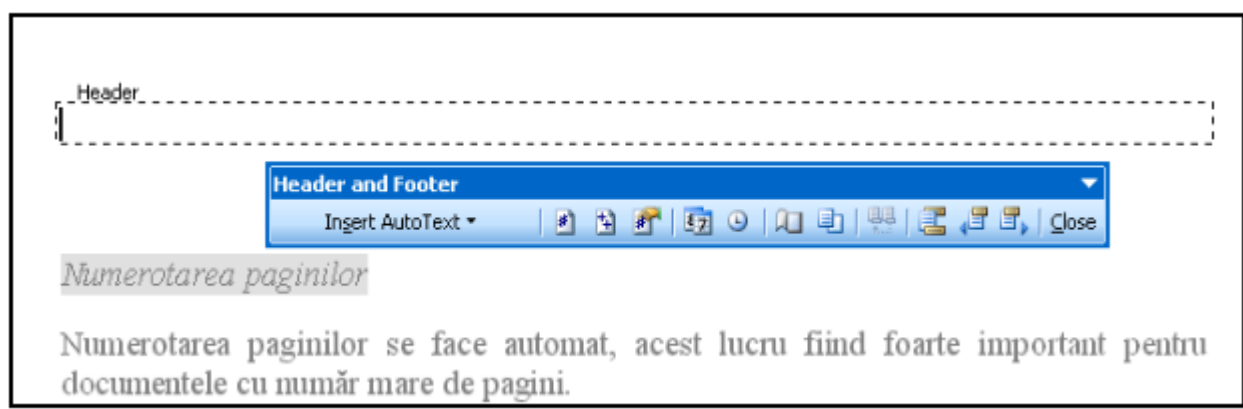 Header
Header and Footer
Insert AutoText
Close
Numerotarea paginilor
Numerotarea paginilor se face automat, acest lucru fiind foarte important pentru
documentele cu număr mare de pagini.